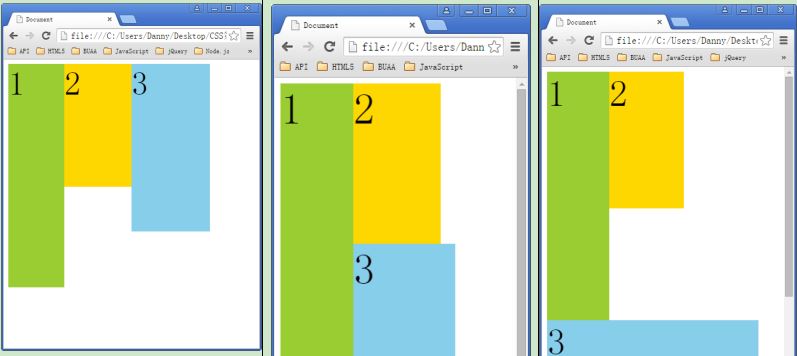 Document
file:///C:/Users/Danny/Desktop/CSS
API HTML5 BUAA JavaScript jQuery Node.js »
1 2 3
Document
file:///C:/Users/Dann
API HTML5 BUAA JavaScript »
1 2
3
Document
file:///C:/Users/Danny/Deskt
API HTML5 BUAA JavaScript jQuery »
1 2
3